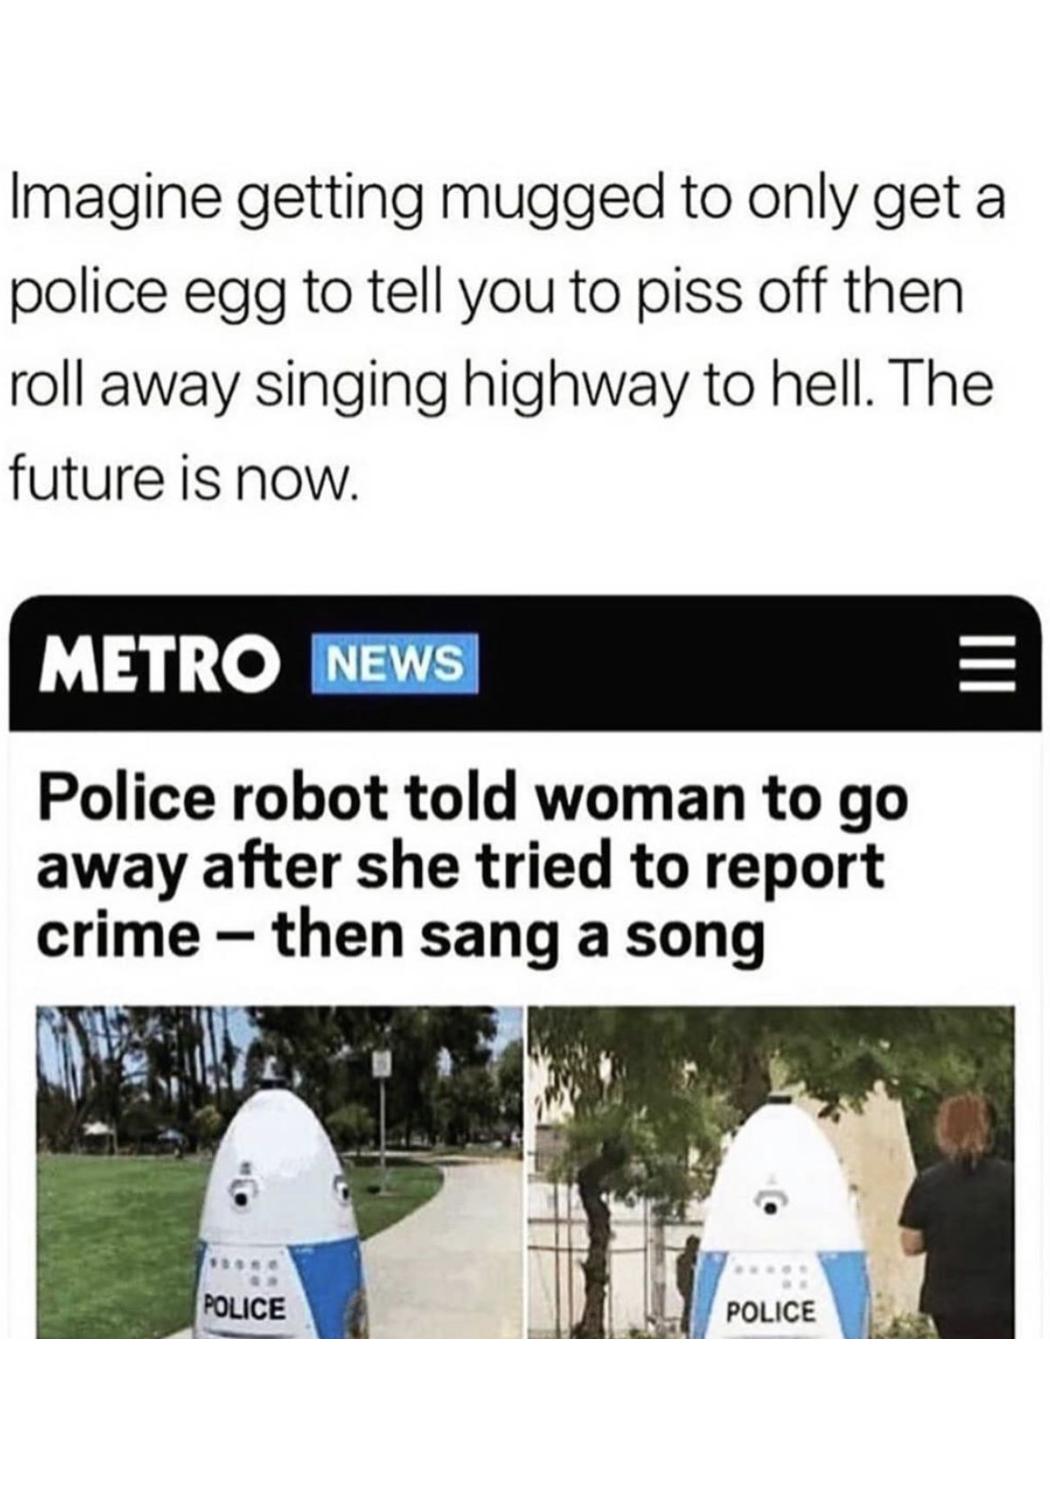 Imagine getting mugged to only get a
police egg to tell you to piss off then
roll away singing highway to hell. The
future is now.
METRO NEWS
Police robot told woman to go
away after she tried to report
crime – then sang a song
POLICE
POLICE